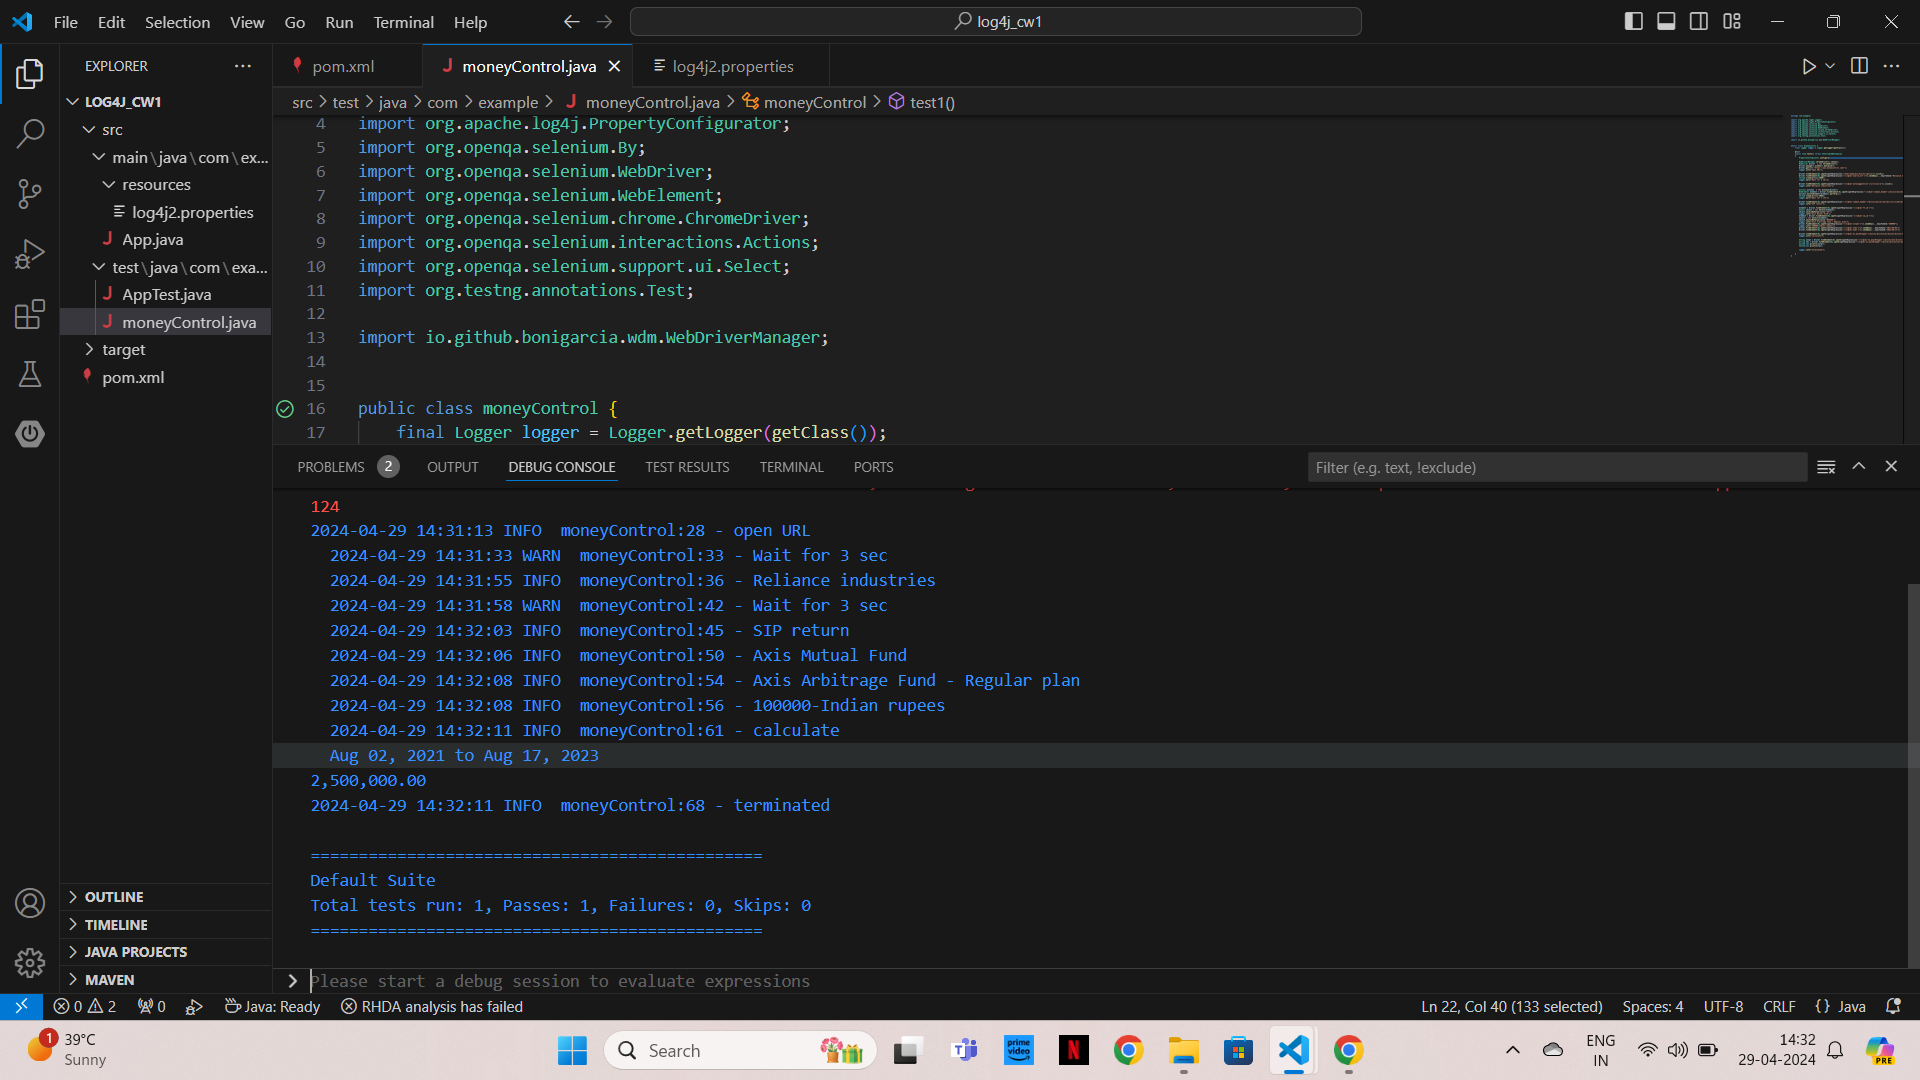 File Edit Selection View Go Run Terminal Help
log4j_cw1
EXPLORER
LOG4J_CW1
src
main\java\com\ex...
resources
log4j2.properties
App.java
test\java\com\exa...
AppTest.java
moneyControl.java
target
pom.xml
OUTLINE
TIMELINE
JAVA PROJECTS
MAVEN
pom.xml
moneyControl.java
log4j2.properties
src > test > java > com > example > moneyControl.java > moneyControl > test1()
4 import org.apache.log4j.PropertyConfigurator;
5 import org.openqa.selenium.By;
6 import org.openqa.selenium.WebDriver;
7 import org.openqa.selenium.WebElement;
8 import org.openqa.selenium.chrome.ChromeDriver;
9 import org.openqa.selenium.interactions.Actions;
10 import org.openqa.selenium.support.ui.Select;
11 import org.testng.annotations.Test;
12
13 import io.github.bonigarcia.wdm.WebDriverManager;
14
15
16 public class moneyControl {
17 final Logger logger = Logger.getLogger(getClass());
PROBLEMS 2 OUTPUT DEBUG CONSOLE TEST RESULTS TERMINAL PORTS
Filter (e.g. text, !exclude)
124
2024-04-29 14:31:13 INFO moneyControl:28 - open URL
2024-04-29 14:31:33 WARN moneyControl:33 - Wait for 3 sec
2024-04-29 14:31:55 INFO moneyControl:36 - Reliance industries
2024-04-29 14:31:58 WARN moneyControl:42 - Wait for 3 sec
2024-04-29 14:32:03 INFO moneyControl:45 - SIP return
2024-04-29 14:32:06 INFO moneyControl:50 - Axis Mutual Fund
2024-04-29 14:32:08 INFO moneyControl:54 - Axis Arbitrage Fund - Regular plan
2024-04-29 14:32:08 INFO moneyControl:56 - 100000-Indian rupees
2024-04-29 14:32:11 INFO moneyControl:61 - calculate
Aug 02, 2021 to Aug 17, 2023
2,500,000.00
2024-04-29 14:32:11 INFO moneyControl:68 - terminated
===============================================
Default Suite
Total tests run: 1, Passes: 1, Failures: 0, Skips: 0
===============================================
Please start a debug session to evaluate expressions
0 2 0 Java: Ready RHDA analysis has failed
Ln 22, Col 40 (133 selected) Spaces: 4 UTF-8 CRLF {} Java
1
39°C
Sunny
Search
prime video
N
PRE
ENG
IN
14:32
29-04-2024